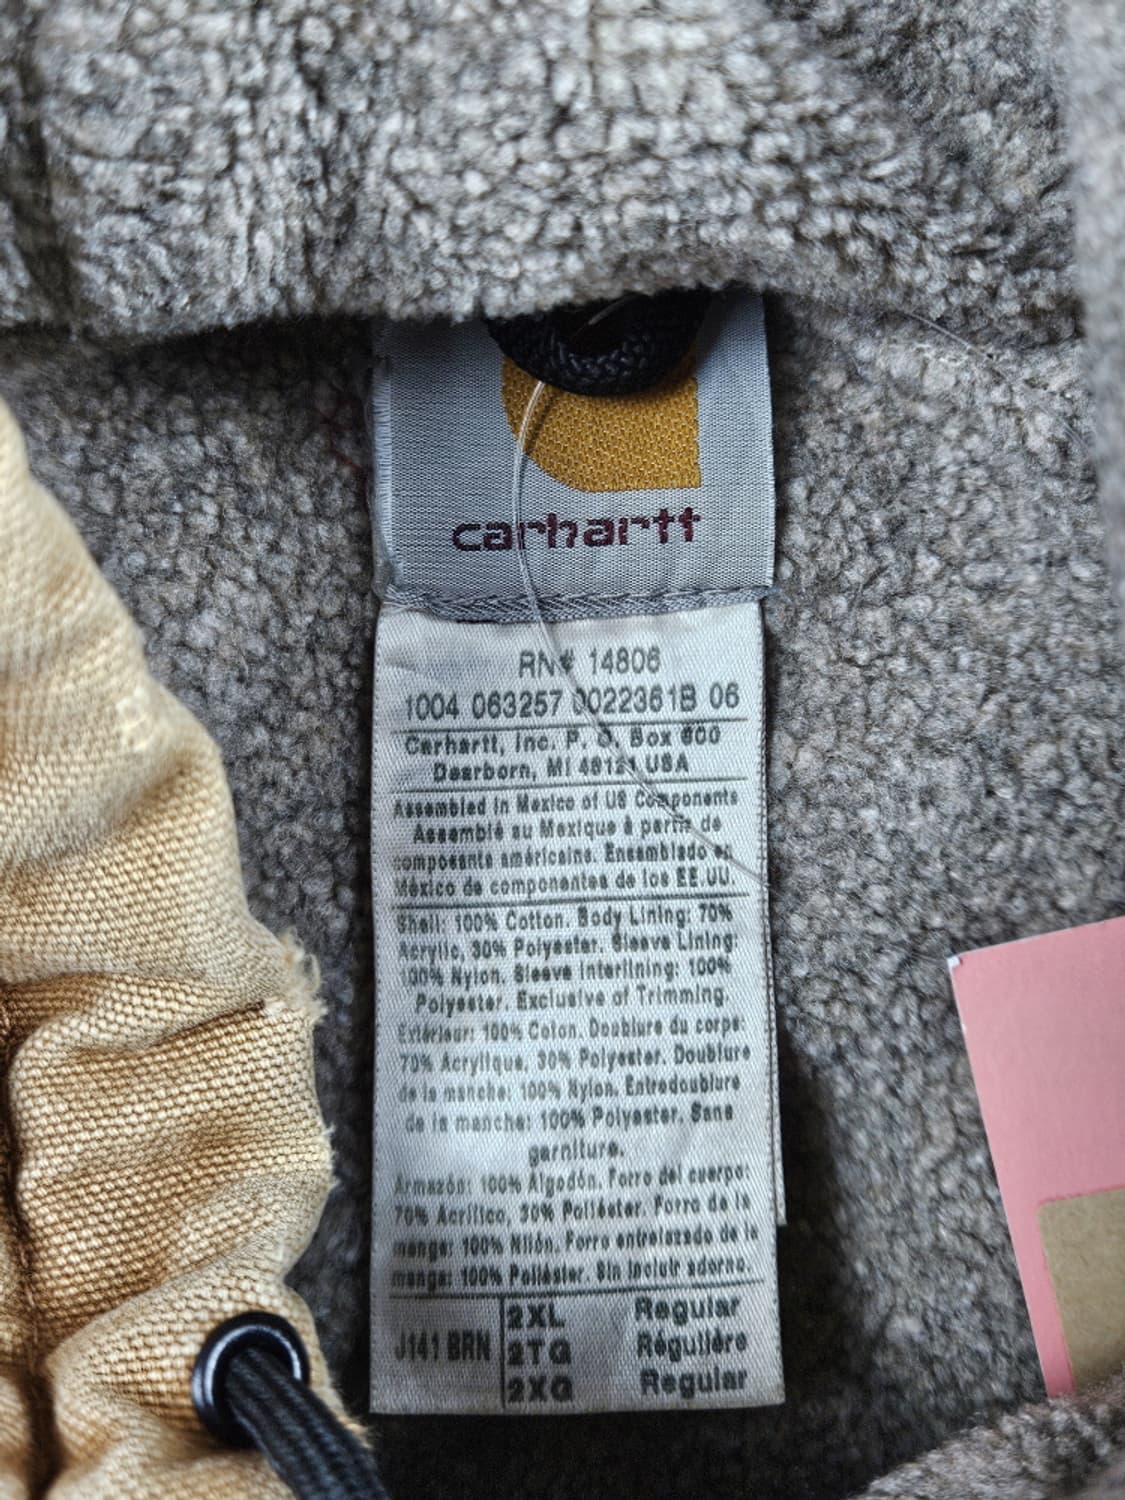 carhartt
RN# 14806
1004 063257 0022361B 06
Carhartt, Inc. P. O. Box 600
Dearborn, MI 48121 USA
Assembled in Mexico of US Components
Assemblé au Mexique à partir de
composants américains. Ensamblado en
México de componentes de los EE.UU.
Shell: 100% Cotton. Body Lining: 70%
Acrylic, 30% Polyester. Sleeve Lining:
100% Nylon. Sleeve Interlining: 100%
Polyester. Exclusive of Trimming.
Extérieur: 100% Coton. Doublure du corps:
70% Acrylique, 30% Polyester. Doublure
de la manche: 100% Nylon. Entredoublure
de la manche: 100% Polyester. Sans
garniture.
Armazón: 100% Algodón. Forro del cuerpo:
70% Acrílico, 30% Poliéster. Forro de la
manga: 100% Nilón. Forro entrelazado de la
manga: 100% Poliéster. Sin incluir adorno.
J141 BRN
2XL Regular
2TG Régulière
2XG Regular